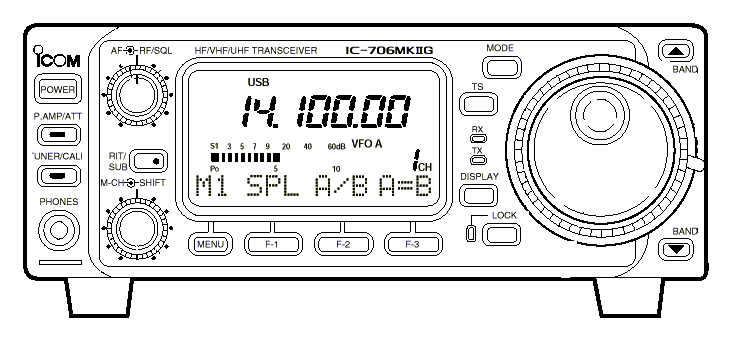 AF RF/SQL HF/VHF/UHF TRANSCEIVER IC-706MKIIG MODE
ICOM
BAND
POWER
USB
TS
14.100.00
P.AMP/ATT
RX
S1 3 5 7 9 20 40 60dB VFO A
TX
TUNER/CALL
RIT/
SUB
1CH
Po 5 10
DISPLAY
M-CH SHIFT
M1 SPL A/B A=B
PHONES
LOCK
BAND
MENU F-1 F-2 F-3